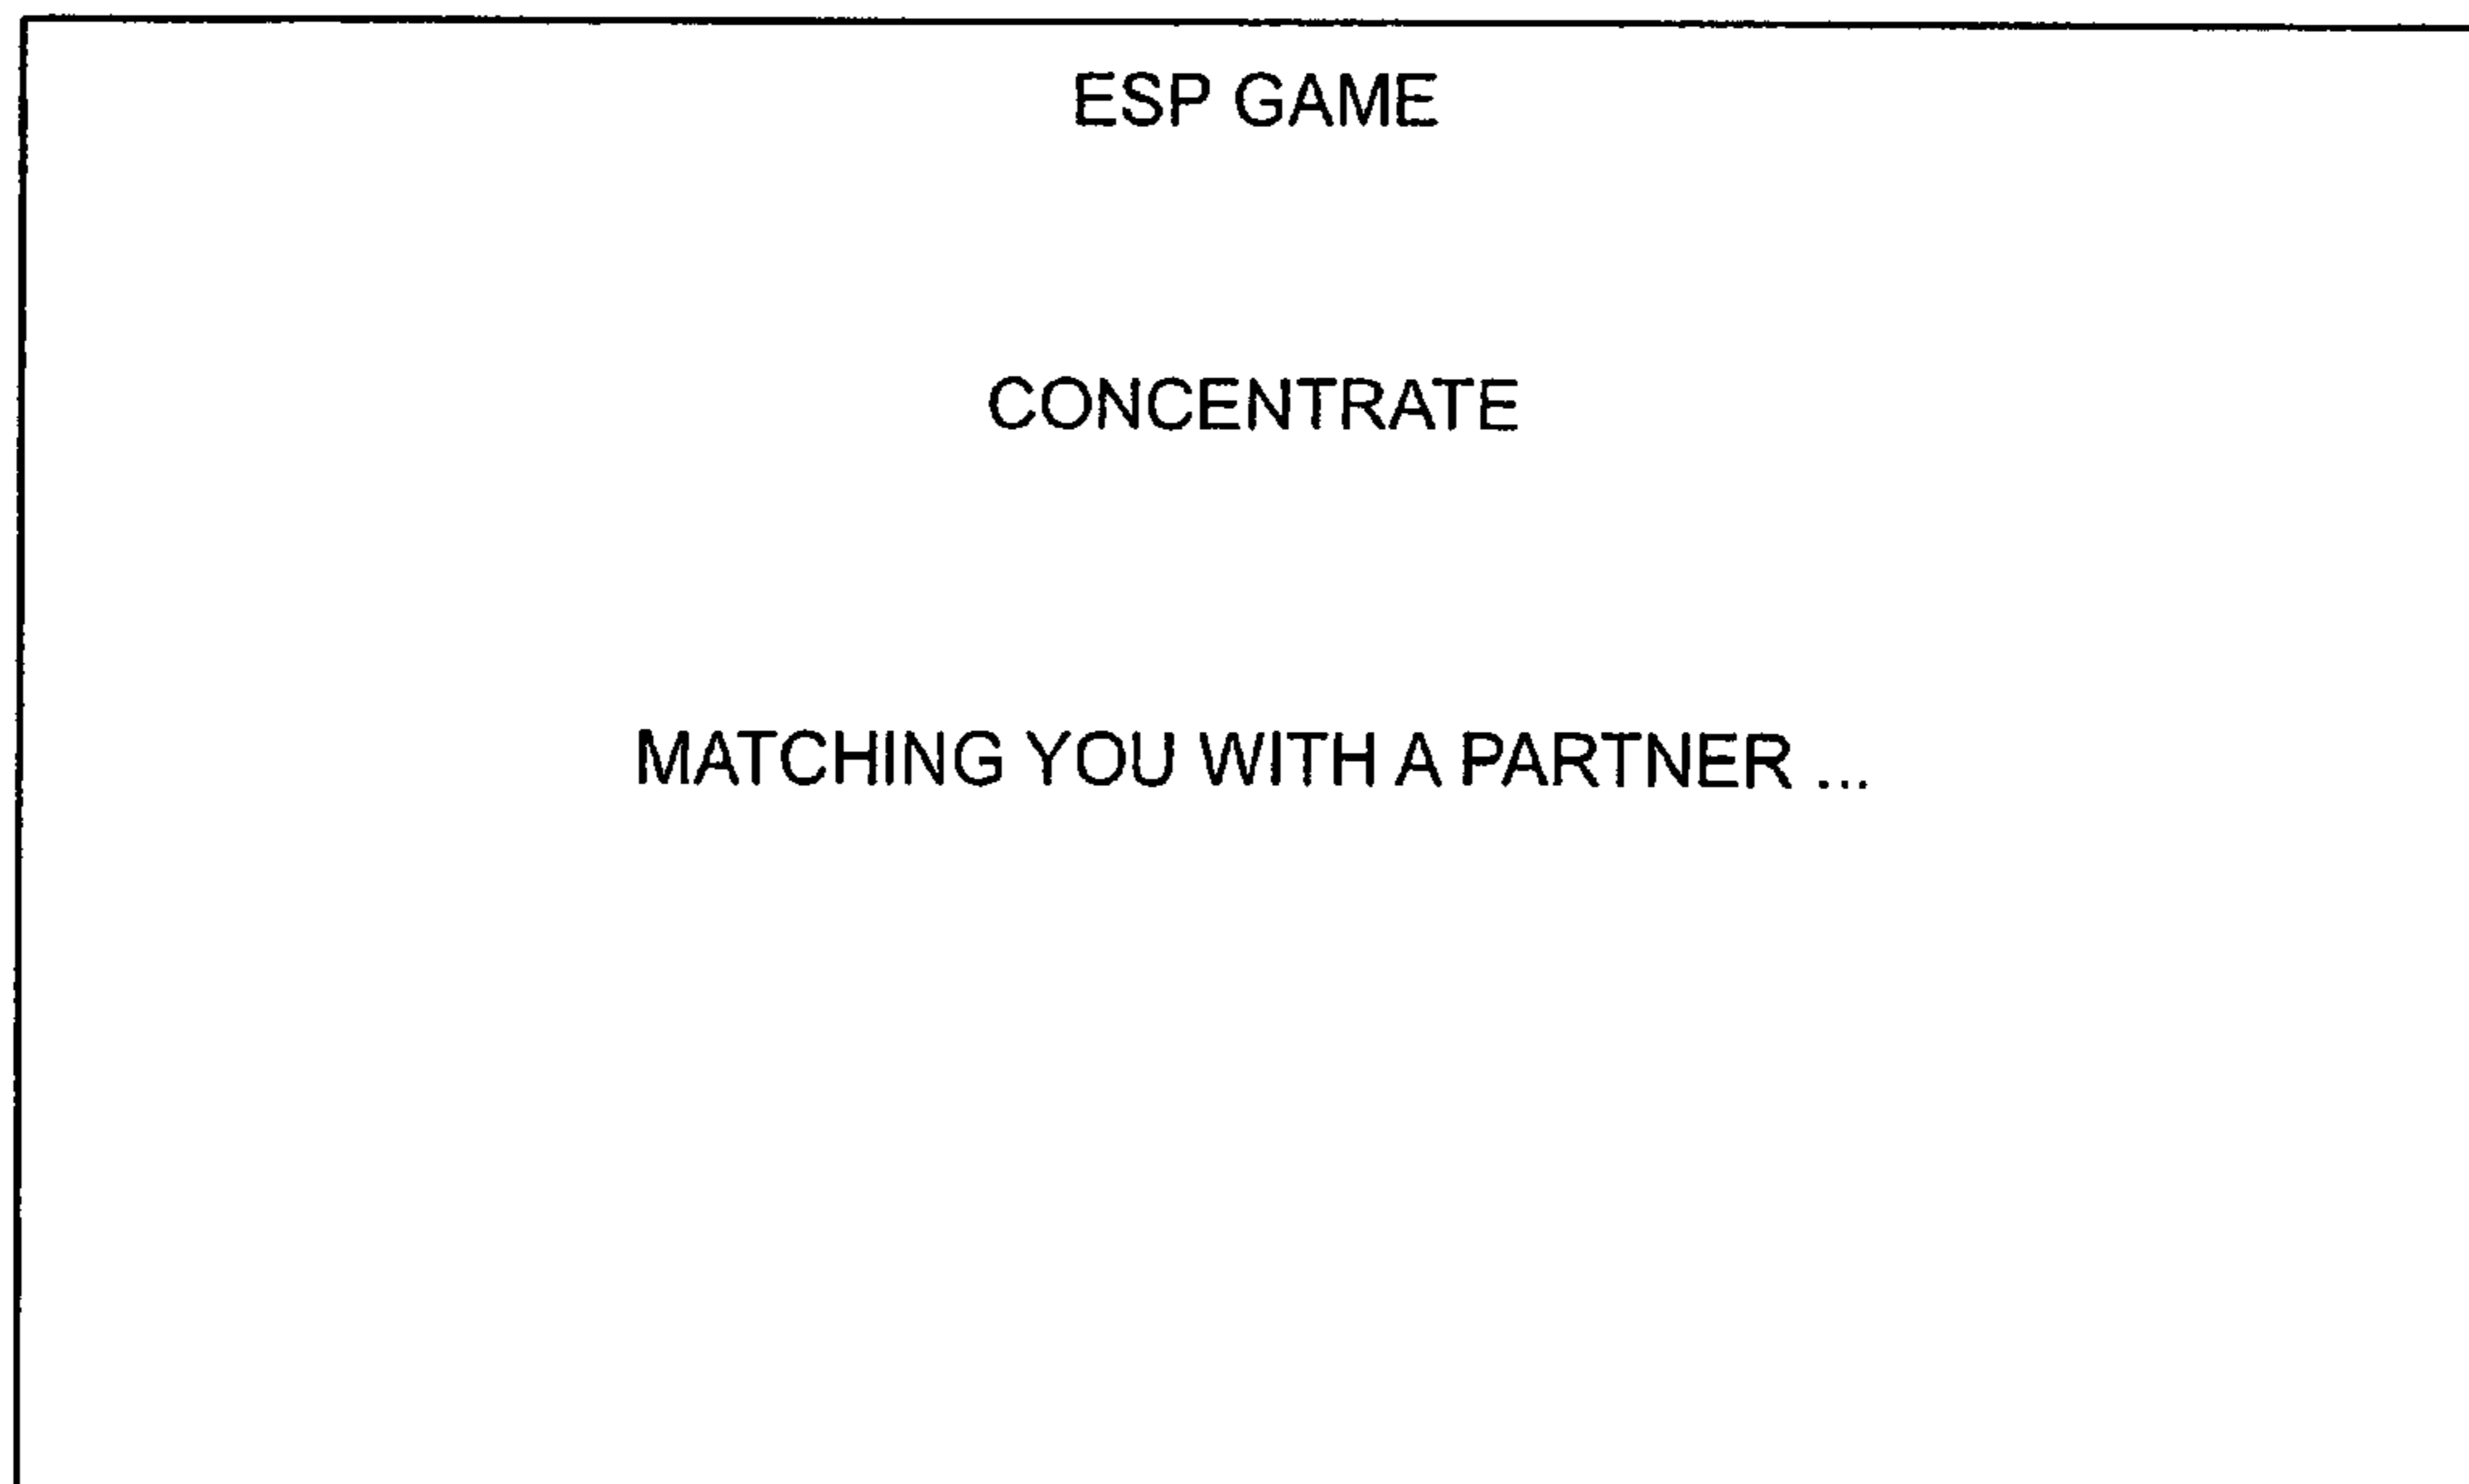 ESP GAME
CONCENTRATE
MATCHING YOU WITH A PARTNER ...